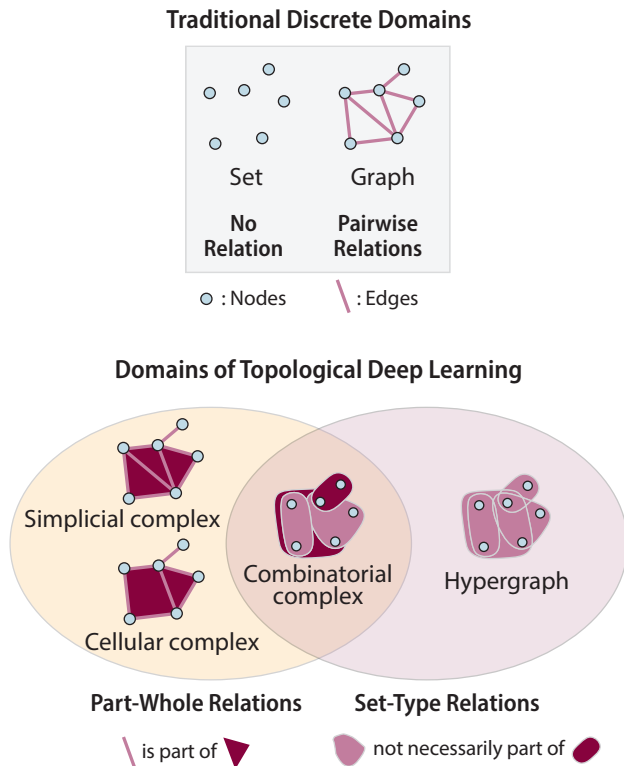 Traditional Discrete Domains
Set
Graph
No
Relation
Pairwise
Relations
: Nodes
: Edges
Domains of Topological Deep Learning
Simplicial complex
Cellular complex
Combinatorial
complex
Hypergraph
Part-Whole Relations
Set-Type Relations
is part of
not necessarily part of